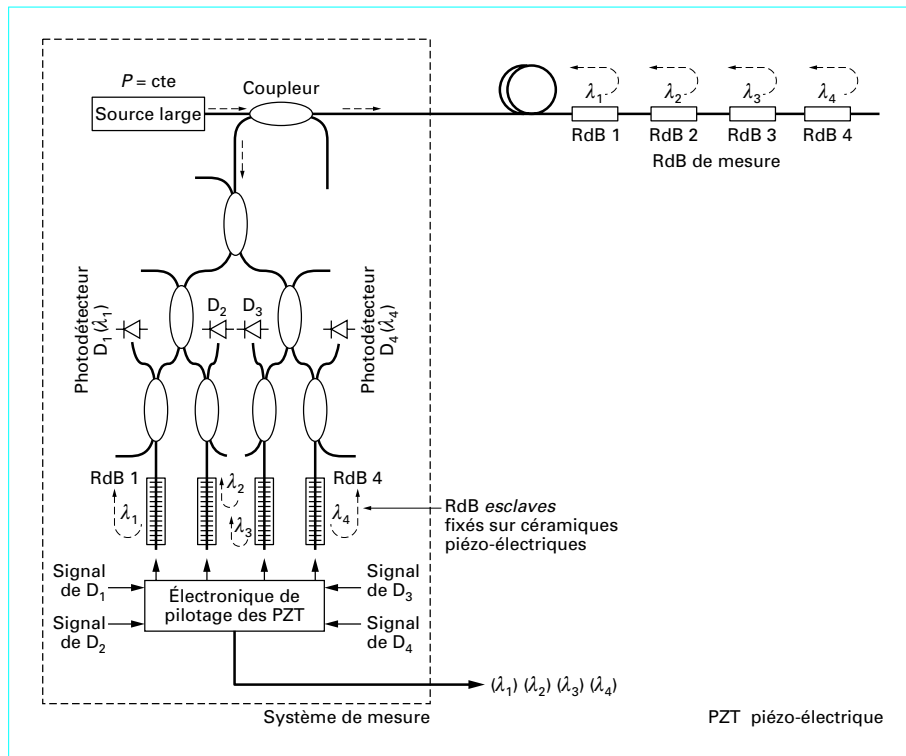 P = cte
Source large
Coupleur
λ1
λ2
λ3
λ4
RdB 1
RdB 2
RdB 3
RdB 4
RdB de mesure
Photodétecteur
D1(λ1)
D2
D3
Photodétecteur
D4(λ4)
RdB 1
RdB 4
λ1
λ2
λ3
λ4
RdB esclaves
fixés sur céramiques
piézo-électriques
Signal
de D1
Signal
de D2
Électronique de
pilotage des PZT
Signal
de D3
Signal
de D4
(λ1) (λ2) (λ3) (λ4)
Système de mesure
PZT piézo-électrique